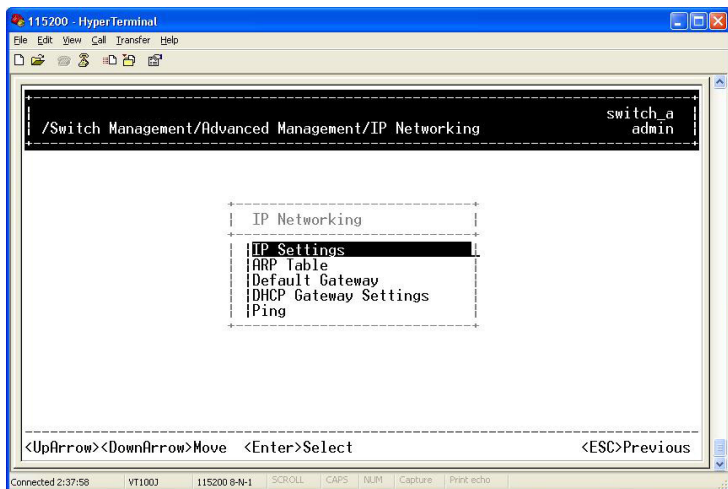 115200 - HyperTerminal
File Edit View Call Transfer Help
switch_a
/Switch Management/Advanced Management/IP Networking admin
IP Networking
IP Settings
ARP Table
Default Gateway
DHCP Gateway Settings
Ping
<UpArrow><DownArrow>Move <Enter>Select <ESC>Previous
Connected 2:37:58 VT100J 115200 8-N-1 SCROLL CAPS NUM Capture Print echo